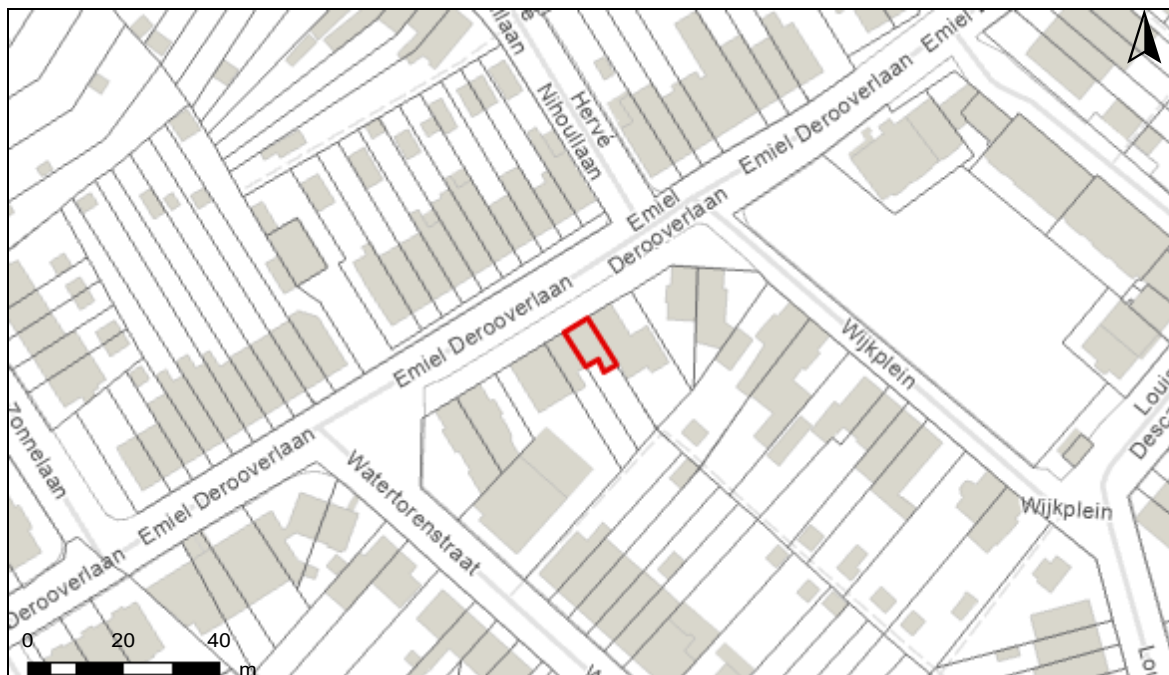 Emiel
Emiel Derooverlaan
Hervé
Nihoullaan
Emiel
Derooverlaan
Emiel Derooverlaan
Wijkplein
Louis
Zonnelaan
Emiel Derooverlaan
Watertorenstraat
Wijkplein
Derooverlaan
0 20 40
m